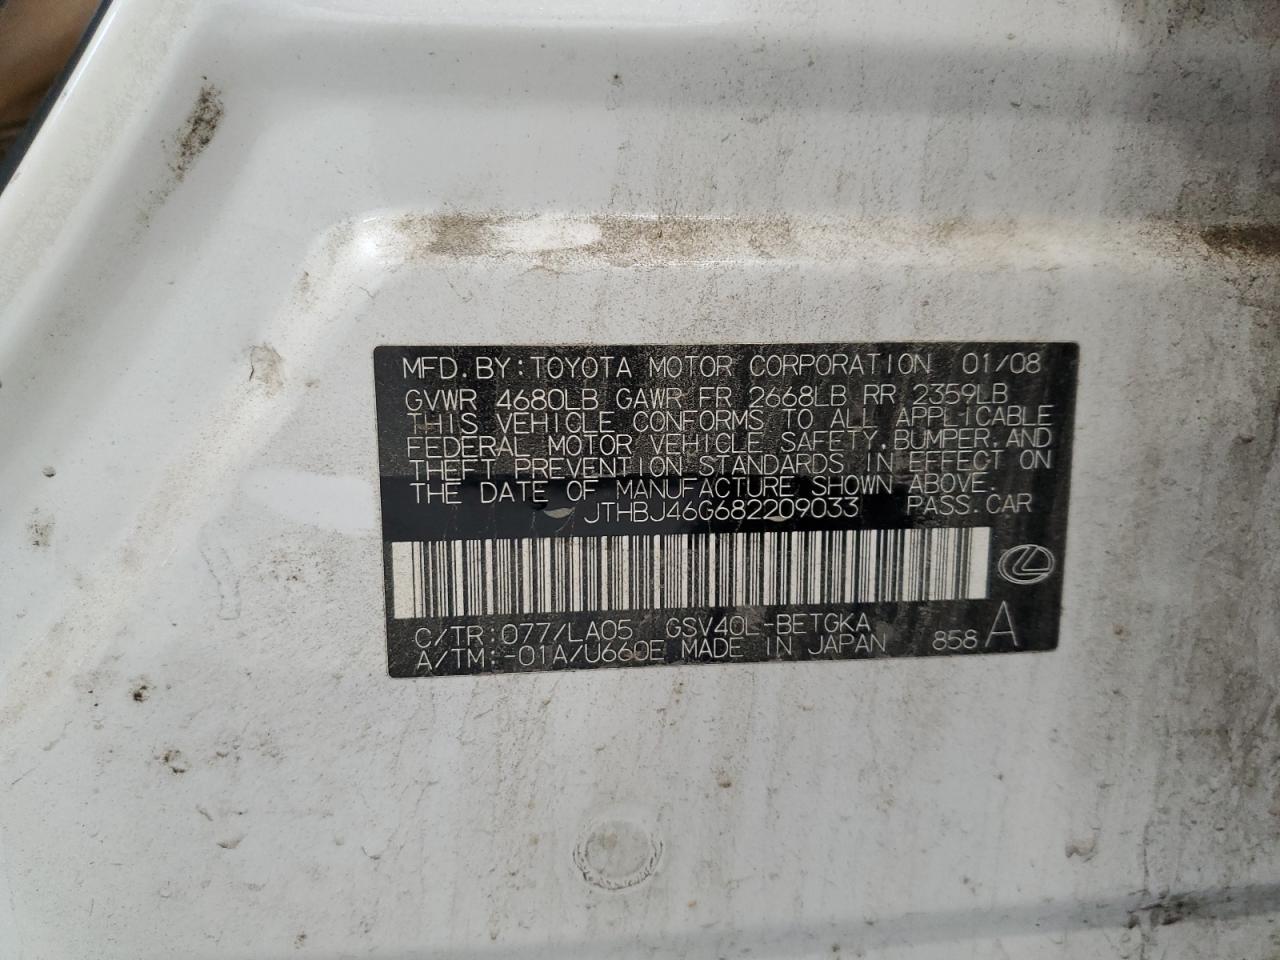 MFD.BY:TOYOTA MOTOR CORPORATION 01/08
GVWR 4680LB GAWR FR 2668LB RR 2359LB
THIS VEHICLE CONFORMS TO ALL APPLICABLE
FEDERAL MOTOR VEHICLE SAFETY,BUMPER,AND
THEFT PREVENTION STANDARDS IN EFFECT ON
THE DATE OF MANUFACTURE SHOWN ABOVE.
JTHBJ46G682209033 PASS.CAR
C/TR:077/LA05 GSV40L-BETGKA
A/TM:-01A/U660E MADE IN JAPAN 858 A